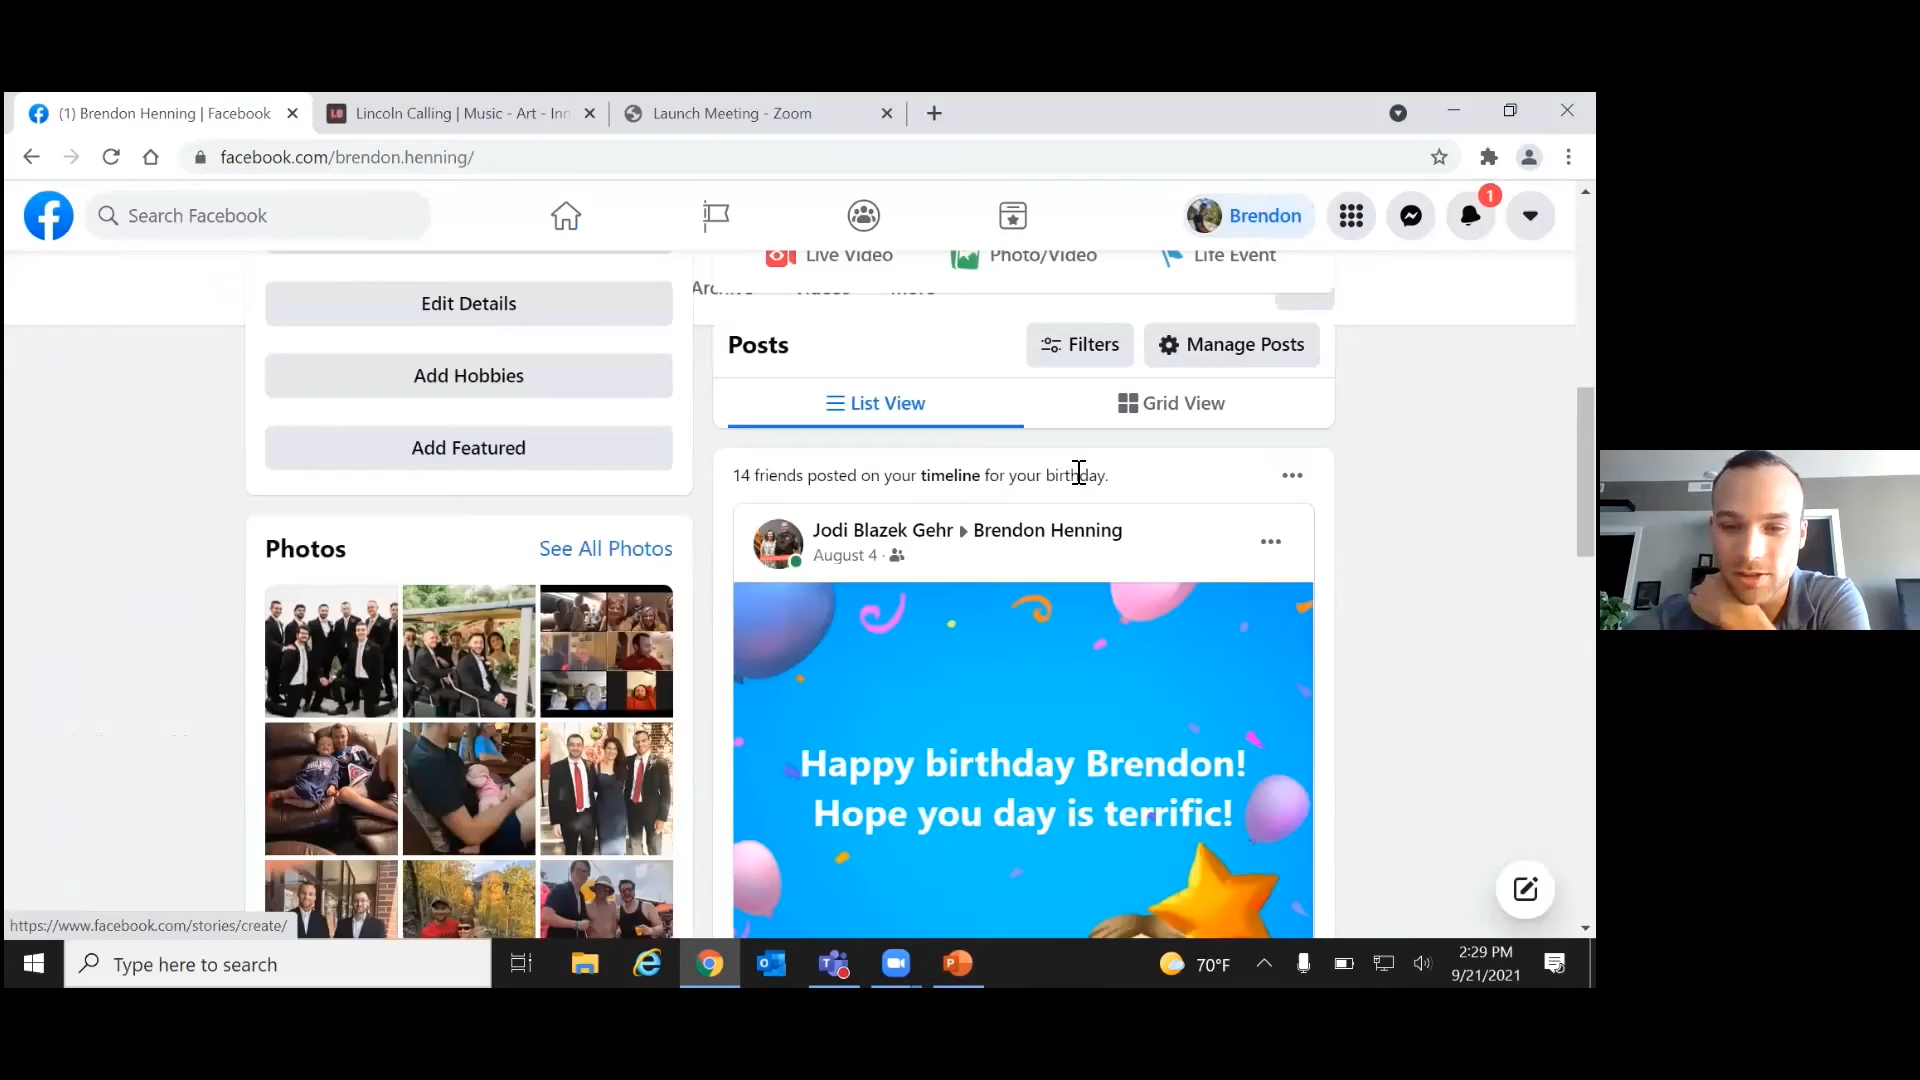 (1) Brendon Henning | Facebook
Lincoln Calling | Music - Art - Inn
Launch Meeting - Zoom
facebook.com/brendon.henning/
Search Facebook
Brendon
1
Live Video
Photo/Video
Life Event
Edit Details
Add Hobbies
Add Featured
Posts
Filters
Manage Posts
List View
Grid View
14 friends posted on your timeline for your birthday.
Jodi Blazek Gehr Brendon Henning
August 4 ·
Photos
See All Photos
Happy birthday Brendon!
Hope you day is terrific!
https://www.facebook.com/stories/create/
Type here to search
70°F
2:29 PM
9/21/2021